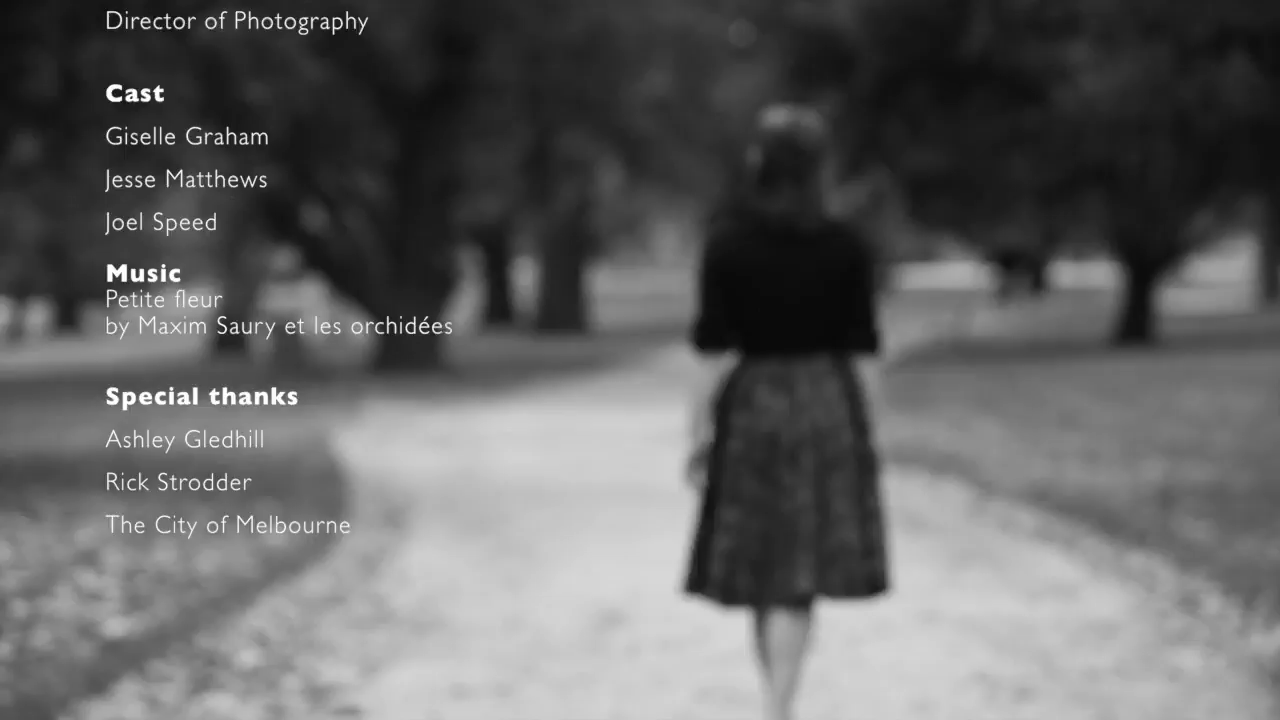 Director of Photography
Cast
Giselle Graham
Jesse Matthews
Joel Speed
Music
Petite fleur
by Maxim Saury et les orchidées
Special thanks
Ashley Gledhill
Rick Strodder
The City of Melbourne